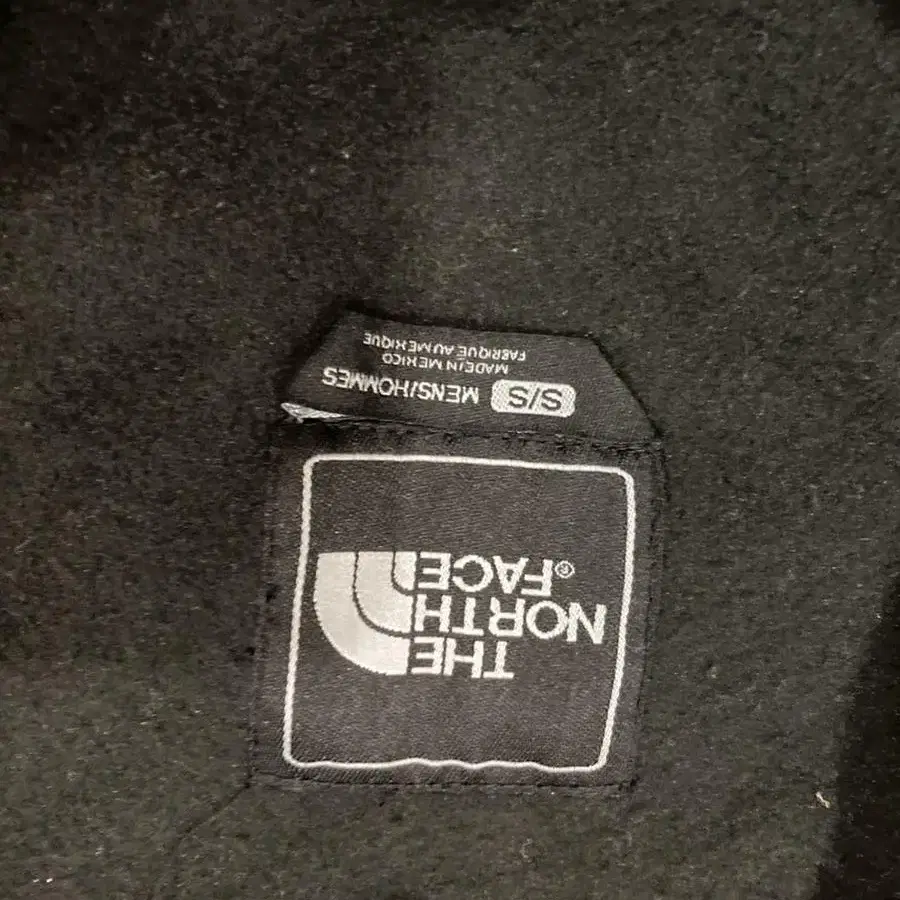 THE
NORTH
FACE®
S/S MENS/HOMMES
MADE IN MEXICO
FABRIQUE AU MEXIQUE